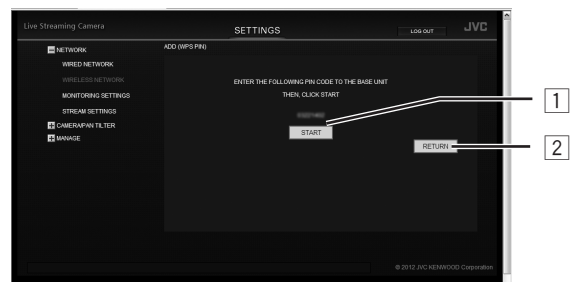 Live Streaming Camera
SETTINGS
LOG OUT
JVC
NETWORK
WIRED NETWORK
WIRELESS NETWORK
MONITORING SETTINGS
STREAM SETTINGS
CAMERA/PAN TILTER
MANAGE
ADD (WPS PIN)
ENTER THE FOLLOWING PIN CODE TO THE BASE UNIT
THEN, CLICK START
START
RETURN
1
2
© 2012 JVC KENWOOD Corporation